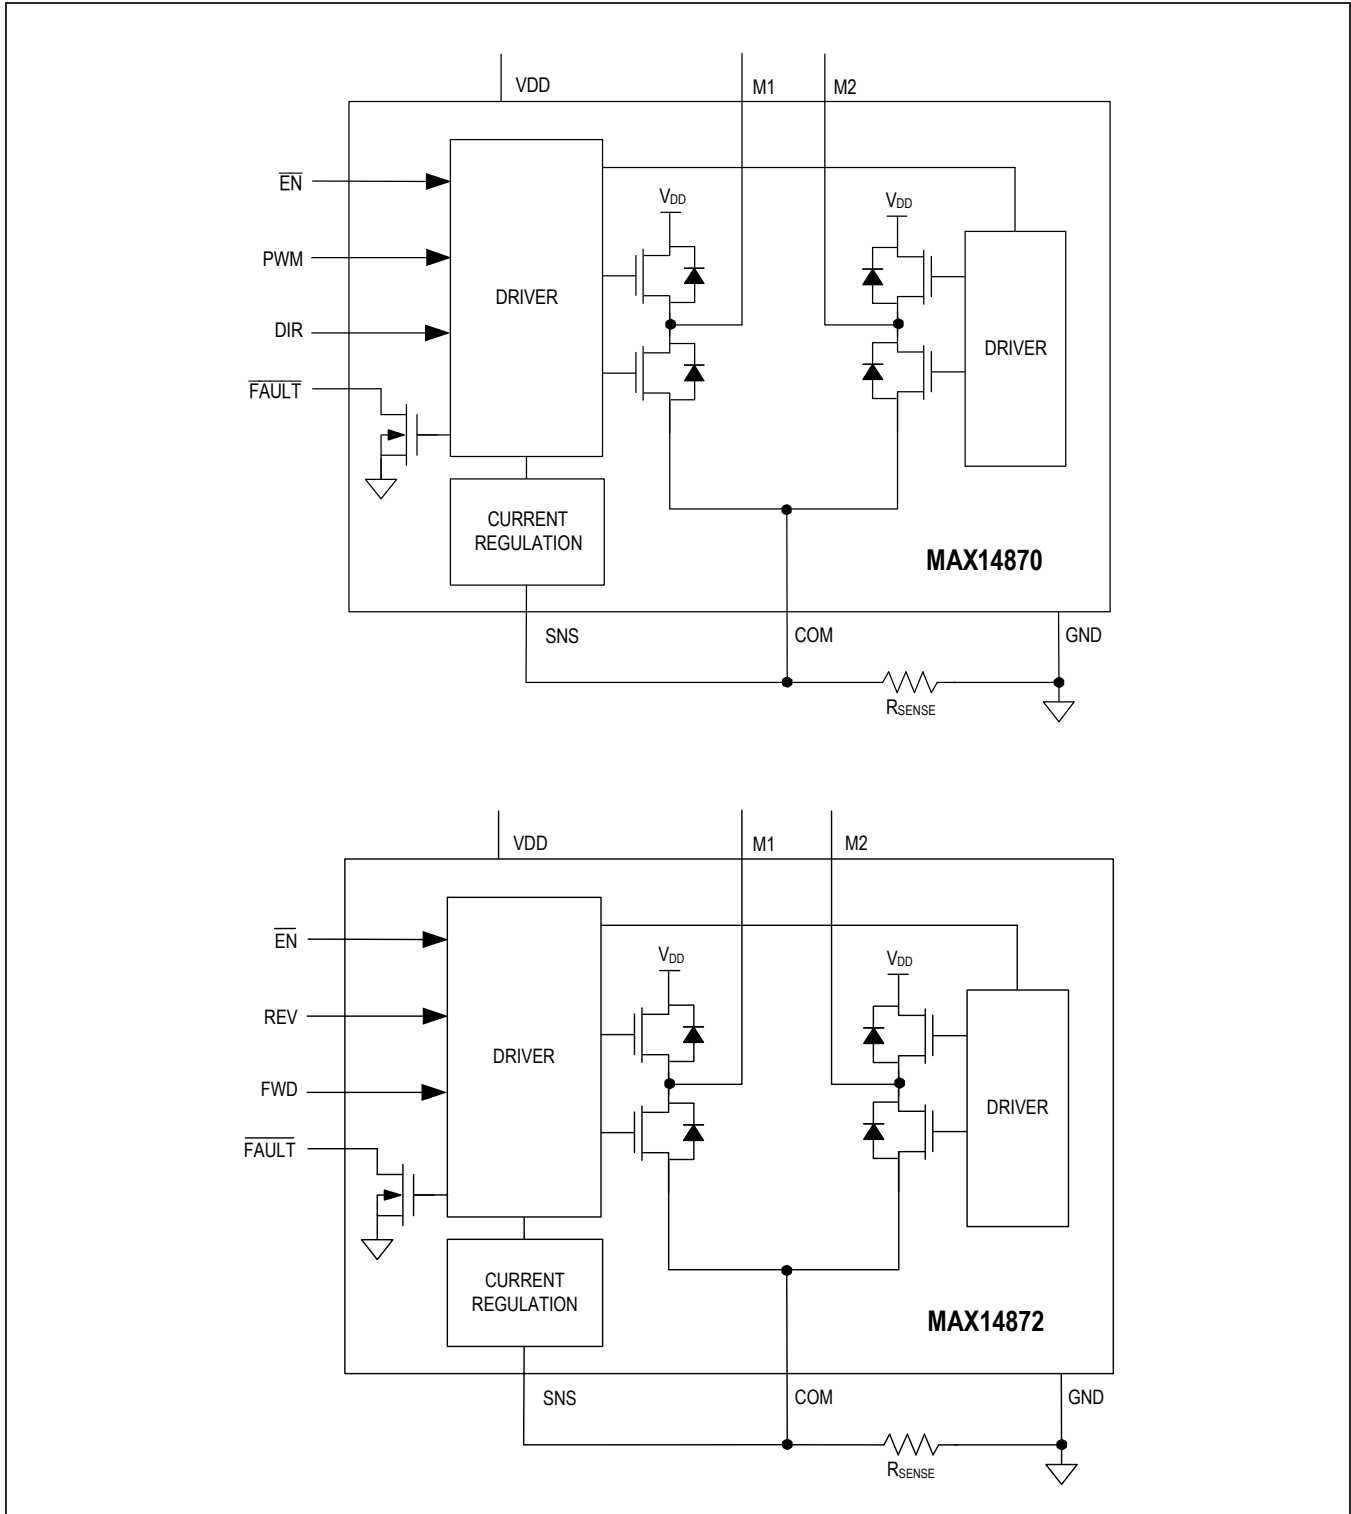 VDD
M1
M2
EN
PWM
DIR
FAULT
DRIVER
VDD
VDD
DRIVER
CURRENT
REGULATION
MAX14870
SNS
COM
GND
RSENSE
VDD
M1
M2
EN
REV
FWD
FAULT
DRIVER
VDD
VDD
DRIVER
CURRENT
REGULATION
MAX14872
SNS
COM
GND
RSENSE